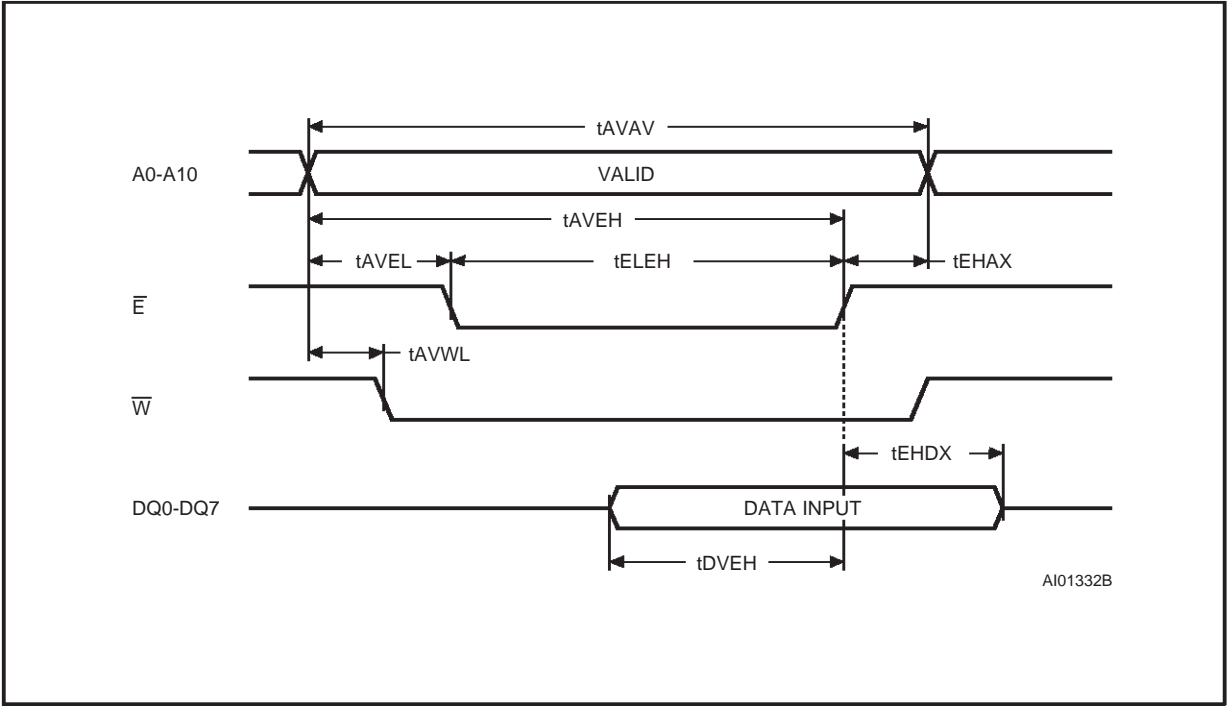 tAVAV
A0-A10
VALID
tAVEH
tAVEL
tELEH
tEHAX
E̅
tAVWL
W̅
tEHDX
DQ0-DQ7
DATA INPUT
tDVEH
AI01332B